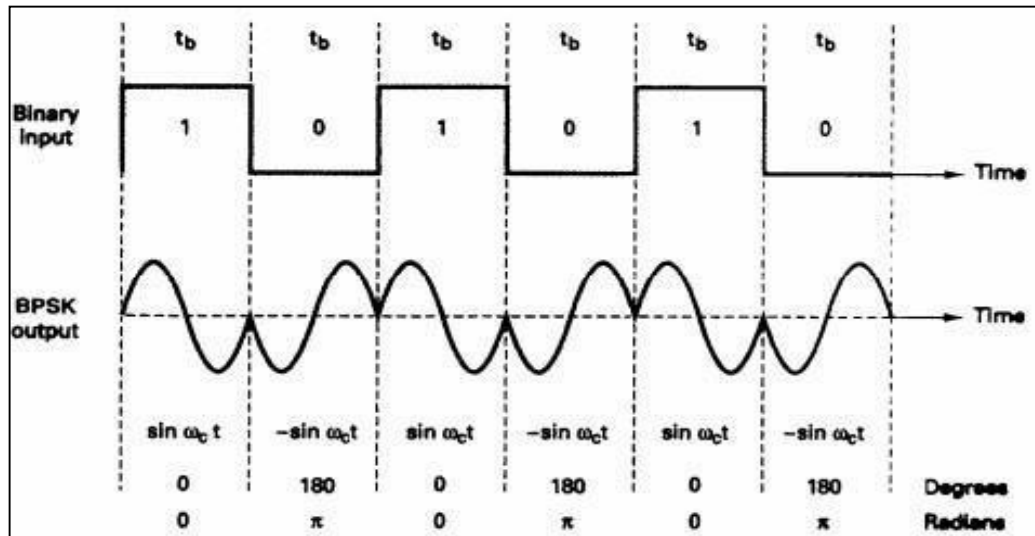 t_b t_b t_b t_b t_b t_b
Binary input
1 0 1 0 1 0
Time
BPSK output
Time
sin ω_c t -sin ω_c t sin ω_c t -sin ω_c t sin ω_c t -sin ω_c t
0 180 0 180 0 180 Degrees
0 π 0 π 0 π Radians